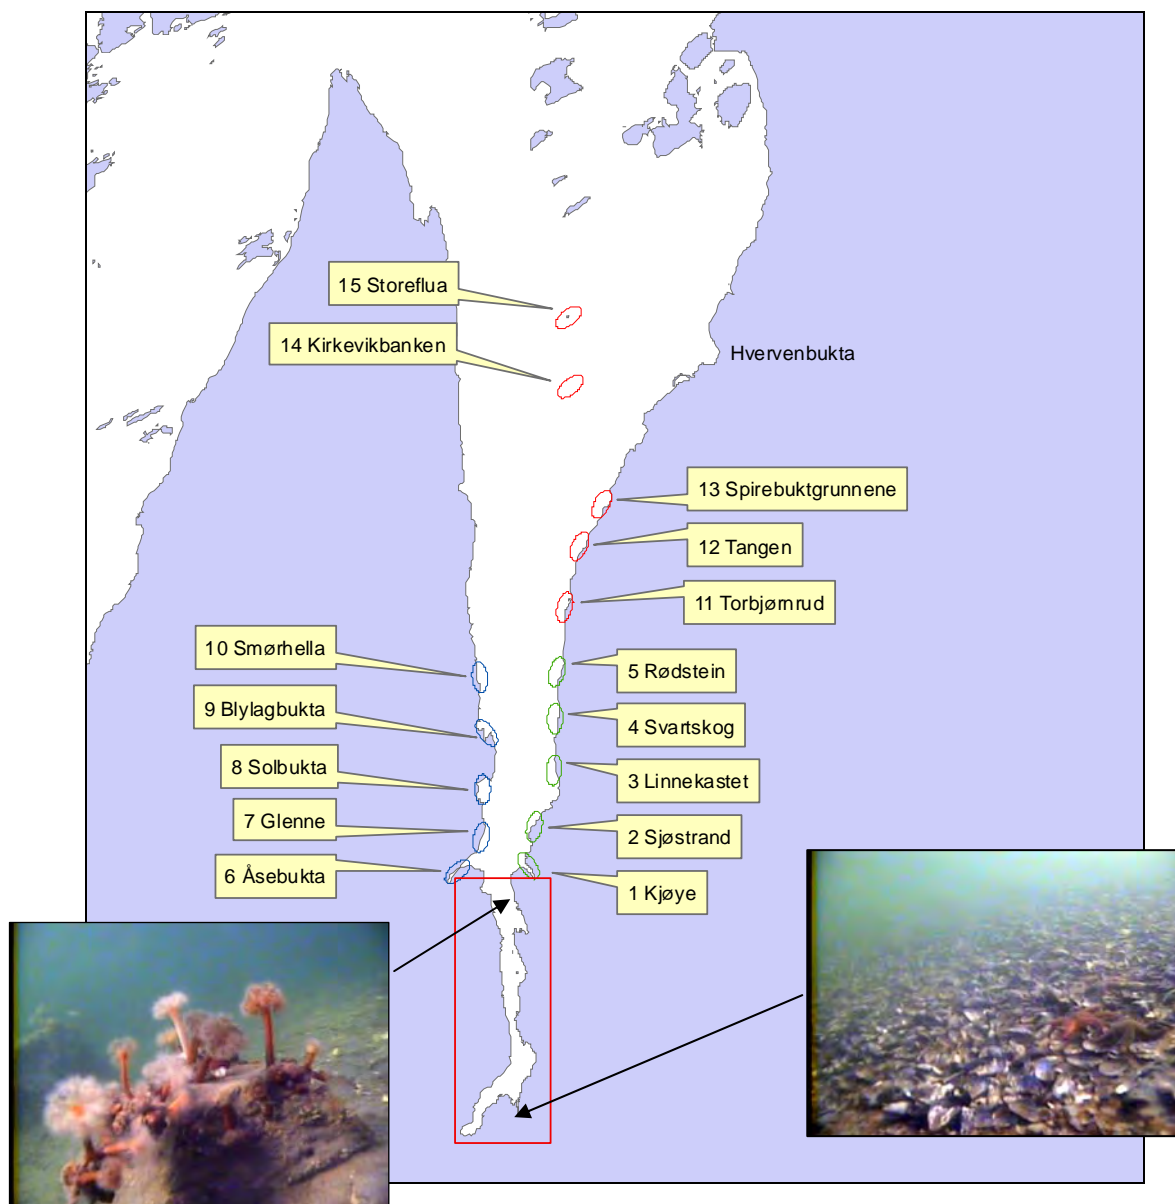 15 Storeflua
14 Kirkevikbanken
Hvervenbukta
13 Spirebuktgrunnene
12 Tangen
11 Torbjørnrud
10 Smørhella
5 Rødstein
9 Blylagbukta
4 Svartskog
8 Solbukta
3 Linnekastet
7 Glenne
2 Sjøstrand
6 Åsebukta
1 Kjøye